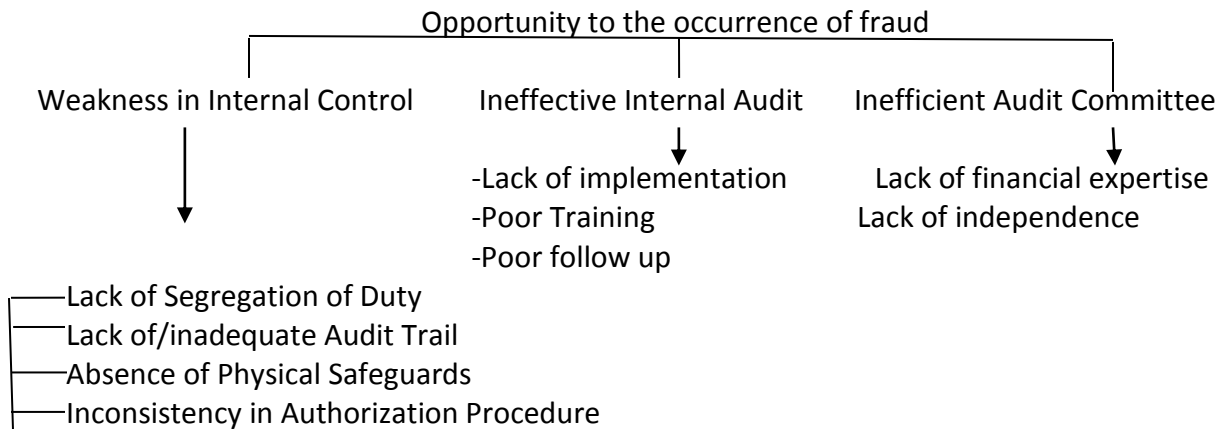 Opportunity to the occurrence of fraud
Weakness in Internal Control
Ineffective Internal Audit
Inefficient Audit Committee
-Lack of implementation
-Poor Training
-Poor follow up
Lack of financial expertise
Lack of independence
Lack of Segregation of Duty
Lack of/inadequate Audit Trail
Absence of Physical Safeguards
Inconsistency in Authorization Procedure